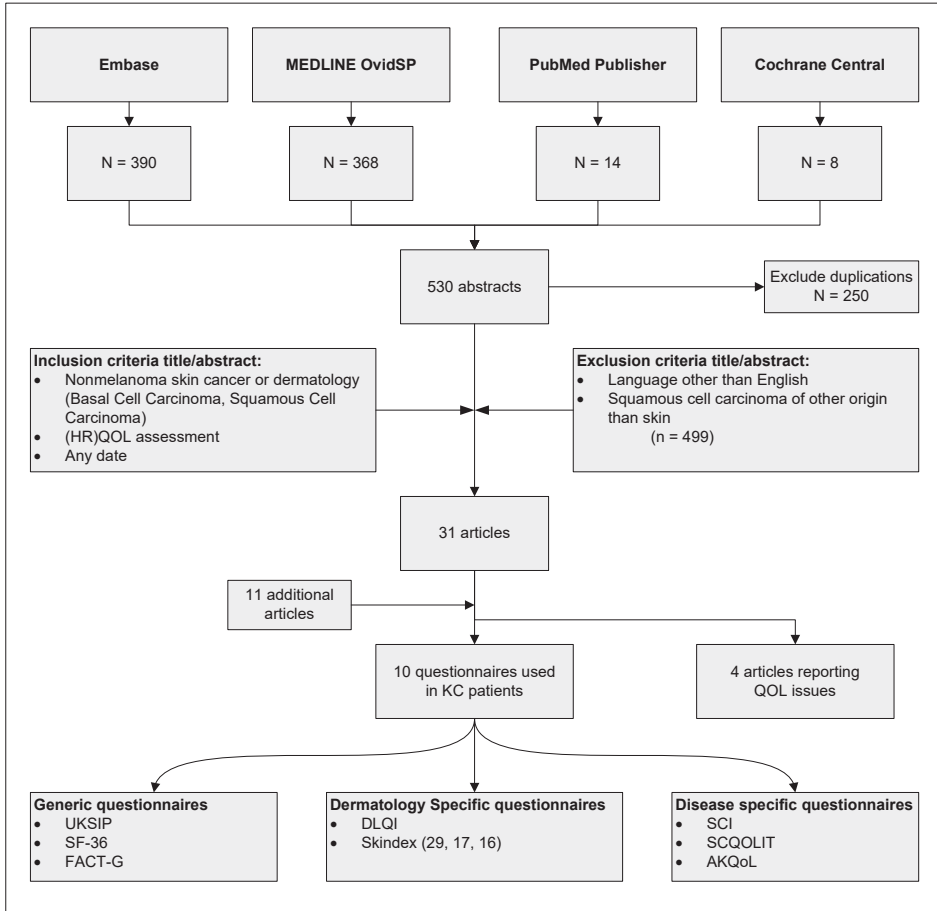 Embase
MEDLINE OvidSP
PubMed Publisher
Cochrane Central
N = 390
N = 368
N = 14
N = 8
530 abstracts
Exclude duplications
N = 250
Inclusion criteria title/abstract:
• Nonmelanoma skin cancer or dermatology
(Basal Cell Carcinoma, Squamous Cell
Carcinoma)
• (HR)QOL assessment
• Any date
Exclusion criteria title/abstract:
• Language other than English
• Squamous cell carcinoma of other origin
than skin
(n = 499)
31 articles
11 additional
articles
10 questionnaires used
in KC patients
4 articles reporting
QOL issues
Generic questionnaires
• UKSIP
• SF-36
• FACT-G
Dermatology Specific questionnaires
• DLQI
• Skindex (29, 17, 16)
Disease specific questionnaires
• SCI
• SCQOLIT
• AKQoL